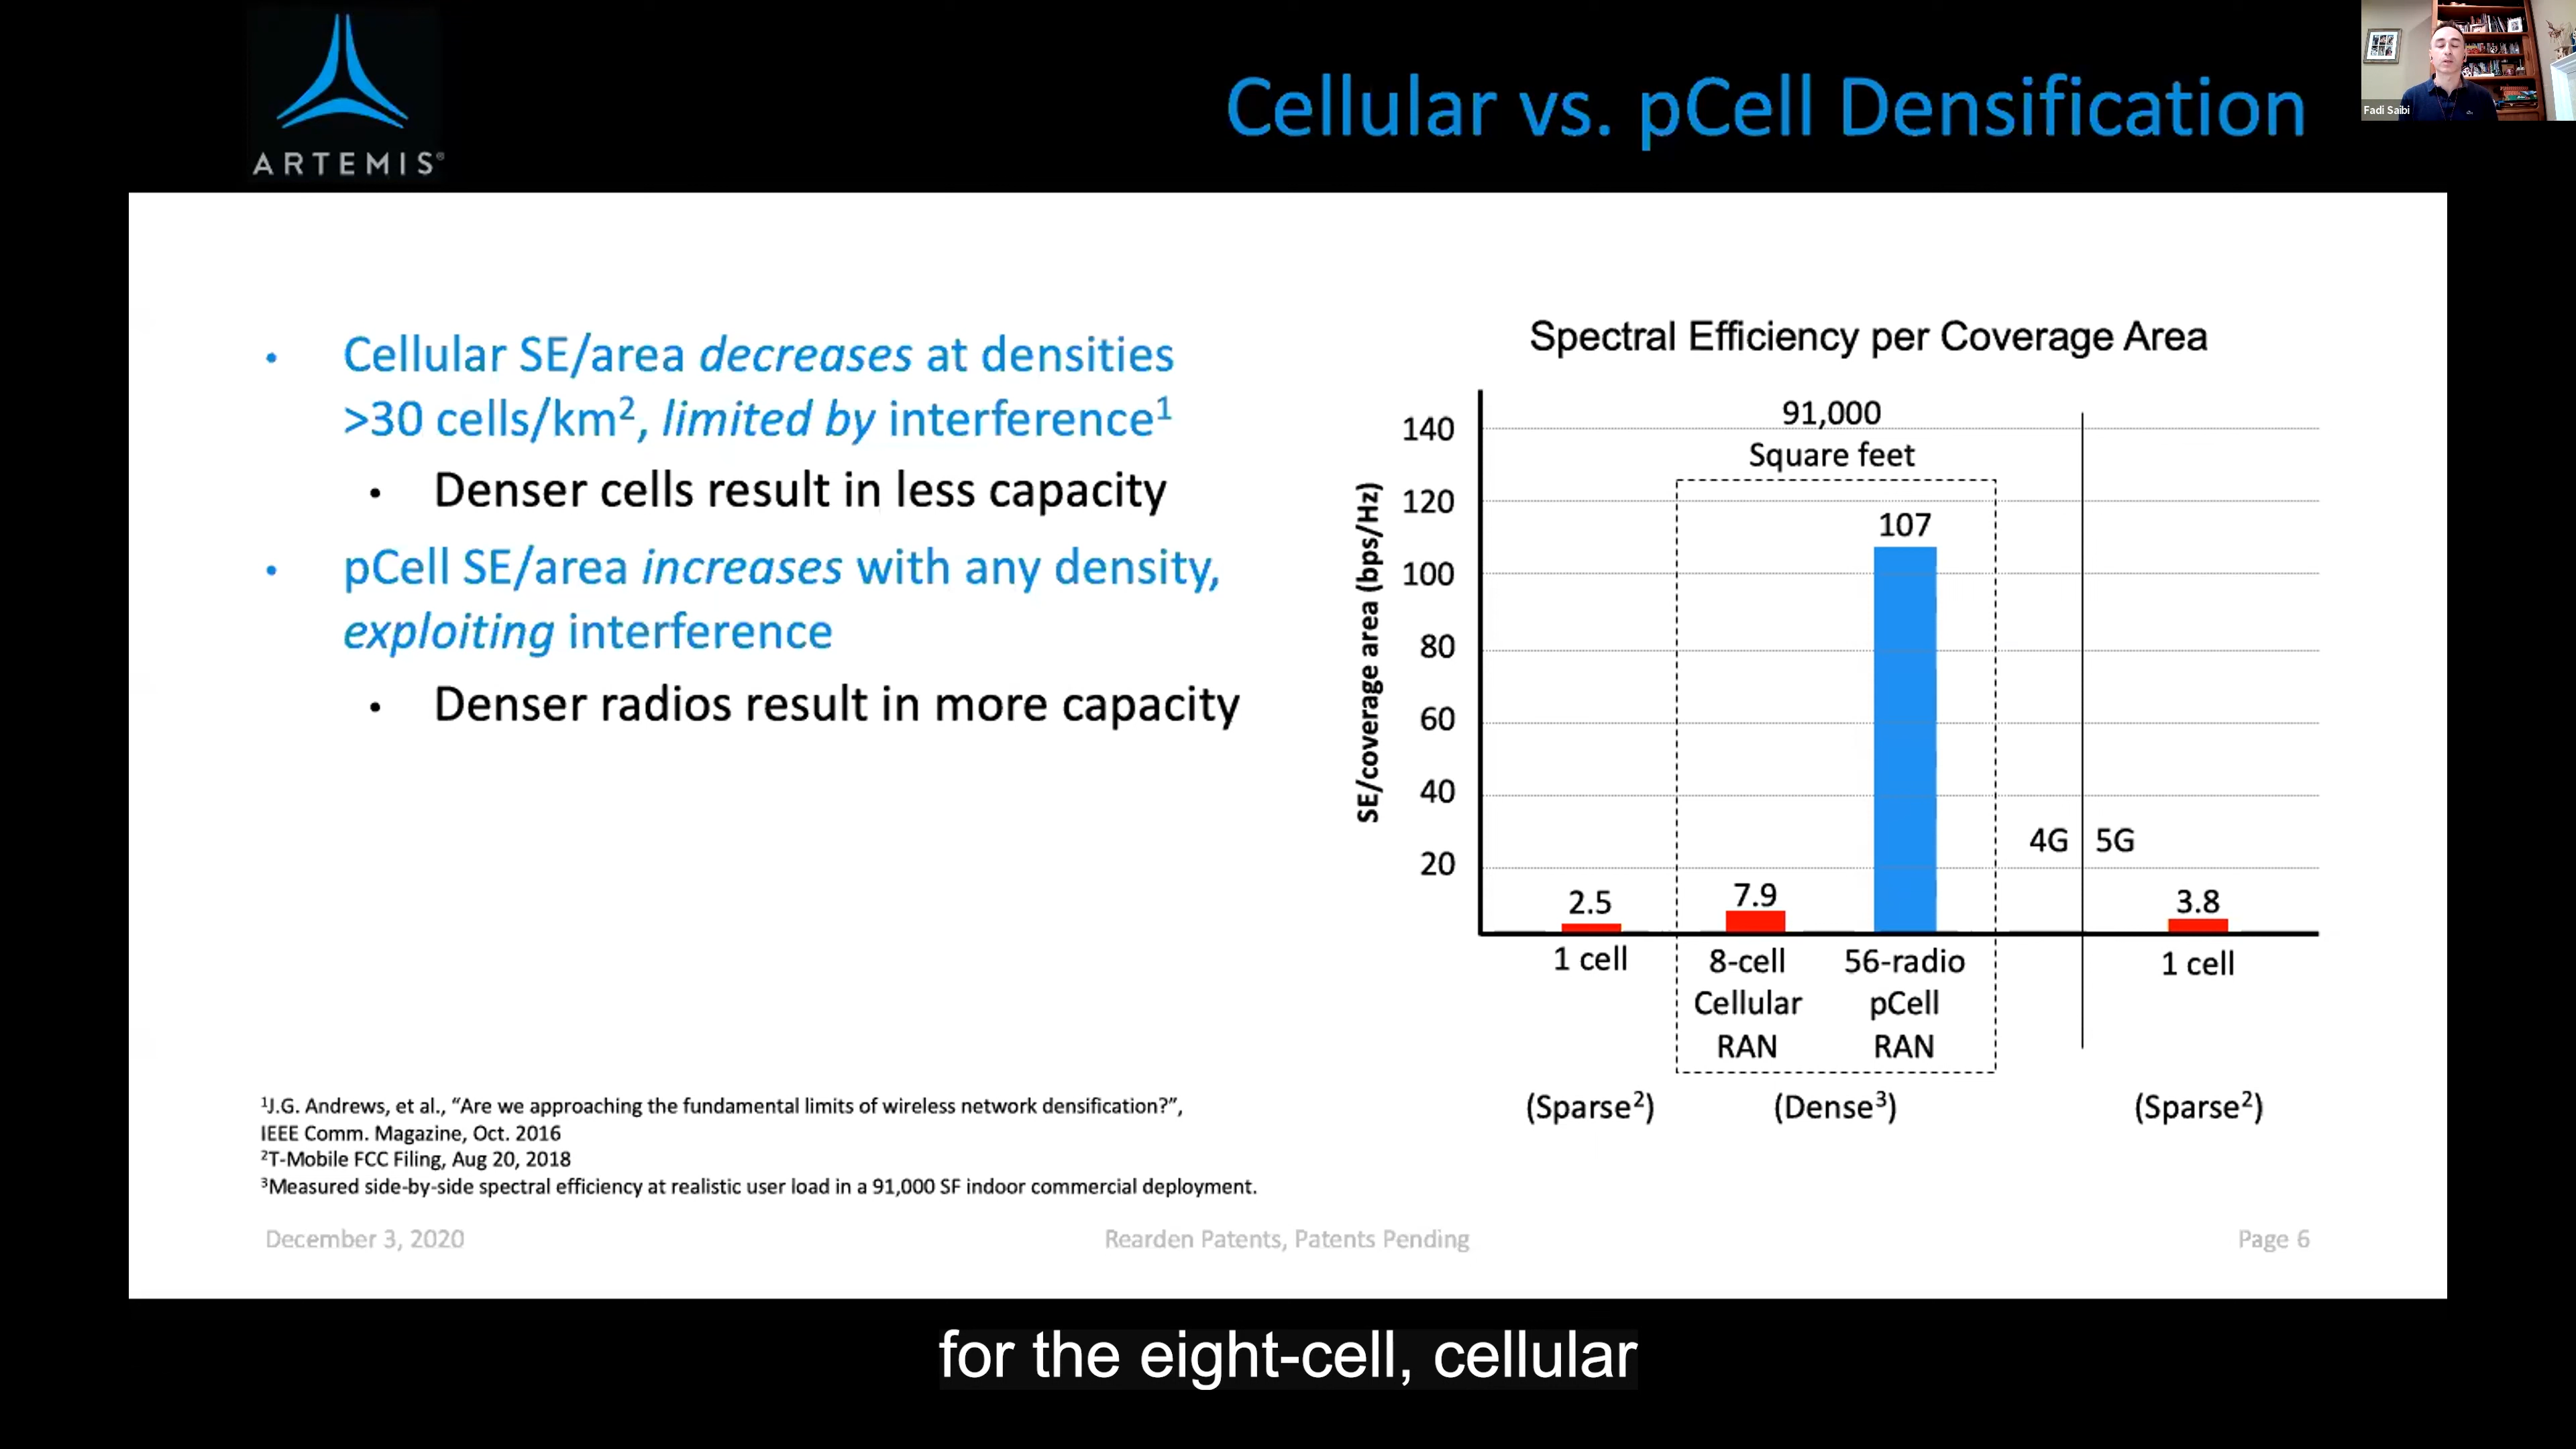 ARTEMIS®
Cellular vs. pCell Densification
Fadi Saibi
• Cellular SE/area decreases at densities
>30 cells/km², limited by interference¹
• Denser cells result in less capacity
• pCell SE/area increases with any density,
exploiting interference
• Denser radios result in more capacity
Spectral Efficiency per Coverage Area
SE/coverage area (bps/Hz)
140
120
100
80
60
40
20
91,000
Square feet
2.5
7.9
107
3.8
4G
5G
1 cell
8-cell
Cellular
RAN
56-radio
pCell
RAN
1 cell
(Sparse²)
(Dense³)
(Sparse²)
¹J.G. Andrews, et al., “Are we approaching the fundamental limits of wireless network densification?”,
IEEE Comm. Magazine, Oct. 2016
²T-Mobile FCC Filing, Aug 20, 2018
³Measured side-by-side spectral efficiency at realistic user load in a 91,000 SF indoor commercial deployment.
December 3, 2020
Rearden Patents, Patents Pending
Page 6
for the eight-cell, cellular